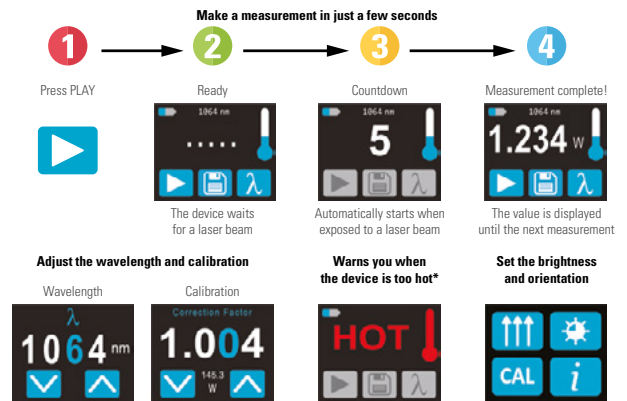 Make a measurement in just a few seconds
1 2 3 4
Press PLAY
Ready
Countdown
Measurement complete!
1064 nm
.....
λ
1064 nm
5
λ
1064 nm
1.234 W
λ
The device waits
for a laser beam
Automatically starts when
exposed to a laser beam
The value is displayed
until the next measurement
Adjust the wavelength and calibration
Warns you when
the device is too hot*
Set the brightness
and orientation
Wavelength
Calibration
λ
1064 nm
Correction Factor
1.004
145.3
W
HOT
λ
CAL
i